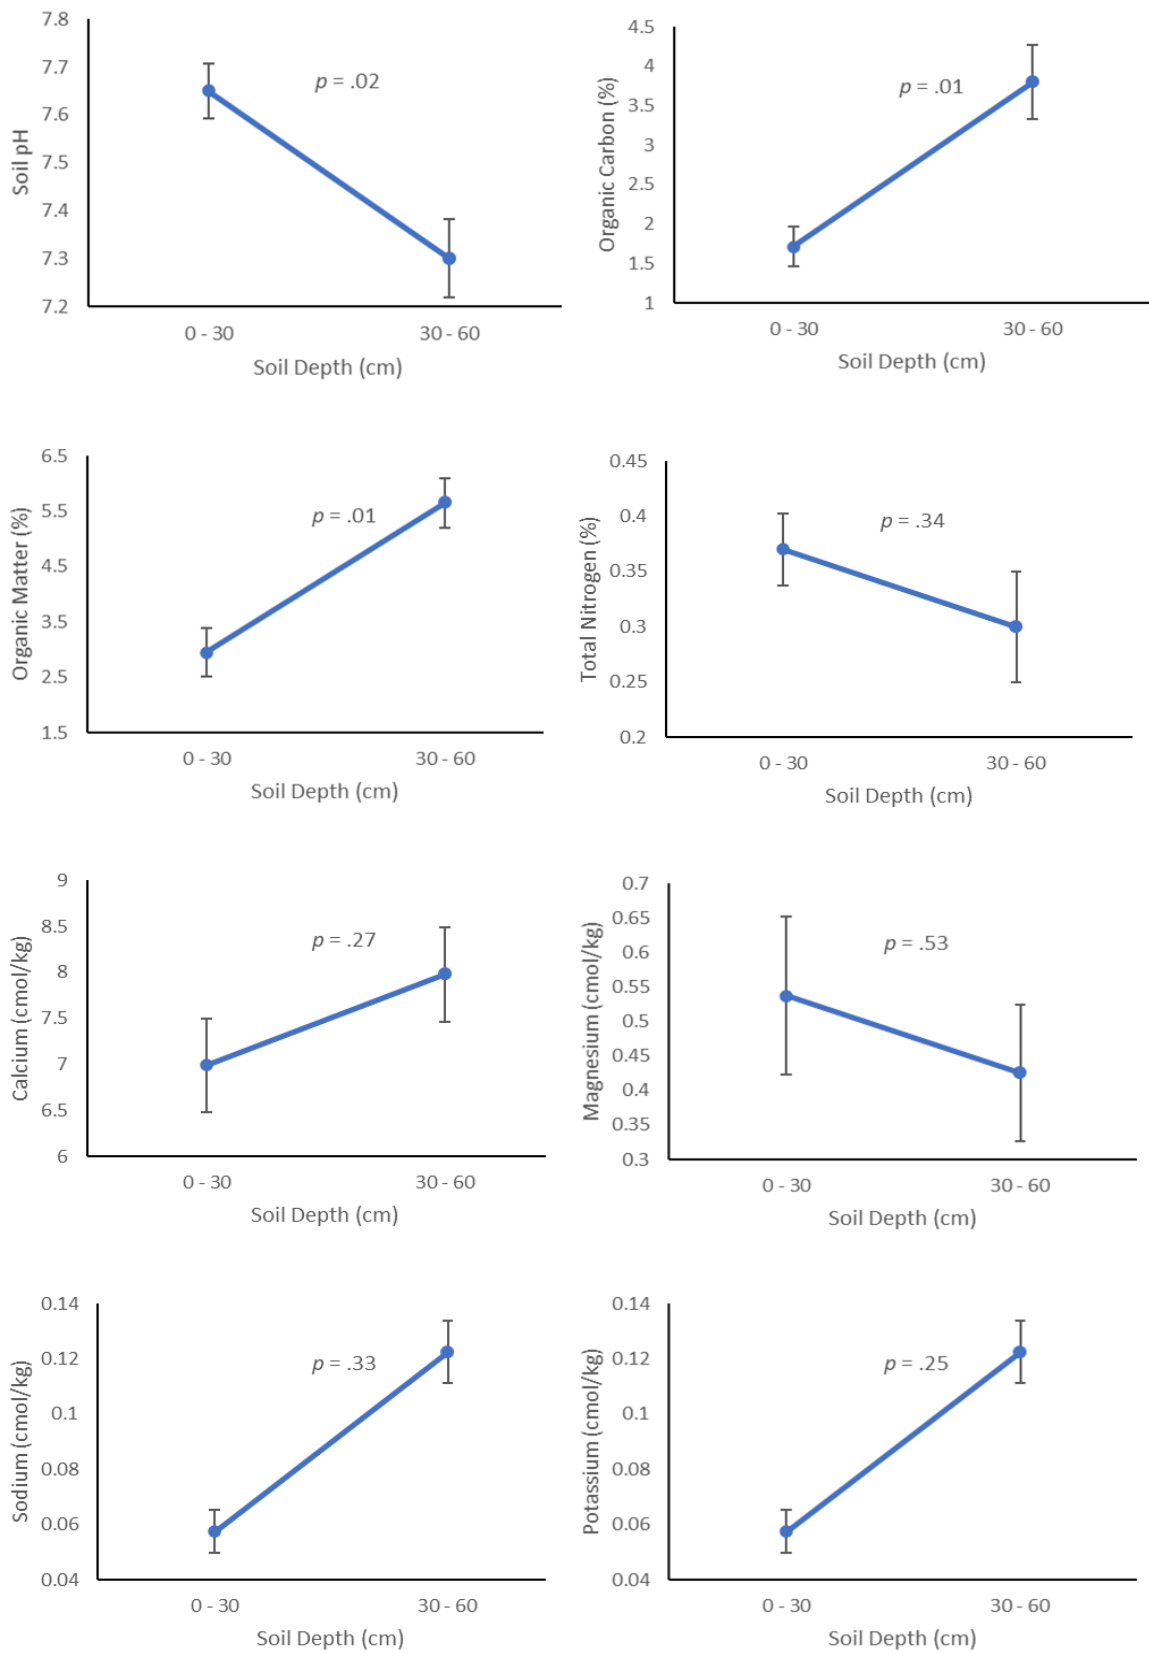 7.8
7.7
7.6
7.5
7.4
7.3
7.2
Soil pH
p = .02
0 - 30
30 - 60
Soil Depth (cm)
4.5
4
3.5
3
2.5
2
1.5
1
Organic Carbon (%)
p = .01
0 - 30
30 - 60
Soil Depth (cm)
6.5
5.5
4.5
3.5
2.5
1.5
Organic Matter (%)
p = .01
0 - 30
30 - 60
Soil Depth (cm)
0.45
0.4
0.35
0.3
0.25
0.2
Total Nitrogen (%)
p = .34
0 - 30
30 - 60
Soil Depth (cm)
9
8.5
8
7.5
7
6.5
6
Calcium (cmol/kg)
p = .27
0 - 30
30 - 60
Soil Depth (cm)
0.7
0.65
0.6
0.55
0.5
0.45
0.4
0.35
0.3
Magnesium (cmol/kg)
p = .53
0 - 30
30 - 60
Soil Depth (cm)
0.14
0.12
0.1
0.08
0.06
0.04
Sodium (cmol/kg)
p = .33
0 - 30
30 - 60
Soil Depth (cm)
0.14
0.12
0.1
0.08
0.06
0.04
Potassium (cmol/kg)
p = .25
0 - 30
30 - 60
Soil Depth (cm)